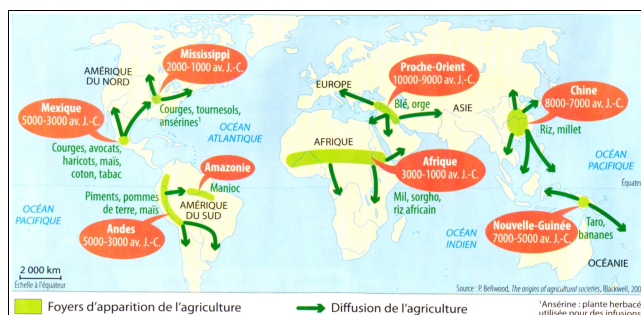 Mississippi
2000-1000 av. J.-C.
AMÉRIQUE
DU NORD
Mexique
5000-3000 av. J.-C.
Courges, tournesols,
ansérines¹
OCÉAN
ATLANTIQUE
Courges, avocats,
haricots, maïs,
coton, tabac
Amazonie
Manioc
Piments, pommes
de terre, maïs
AMÉRIQUE
DU SUD
OCÉAN
PACIFIQUE
Andes
5000-3000 av. J.-C.
Proche-Orient
10000-9000 av. J.-C.
EUROPE
Blé, orge
ASIE
Chine
8000-7000 av. J.-C.
Riz, millet
AFRIQUE
Afrique
3000-1000 av. J.-C.
Mil, sorgho,
riz africain
OCÉAN
PACIFIQUE
Équateur
OCÉAN
INDIEN
Nouvelle-Guinée
7000-5000 av. J.-C.
Taro,
bananes
OCÉANIE
2 000 km
Échelle à l'équateur
Source : P. Bellwood, The origins of agricultural societies, Blackwell, 200
Foyers d'apparition de l'agriculture
Diffusion de l'agriculture
¹Ansérine : plante herbacé
utilisée pour des infusions